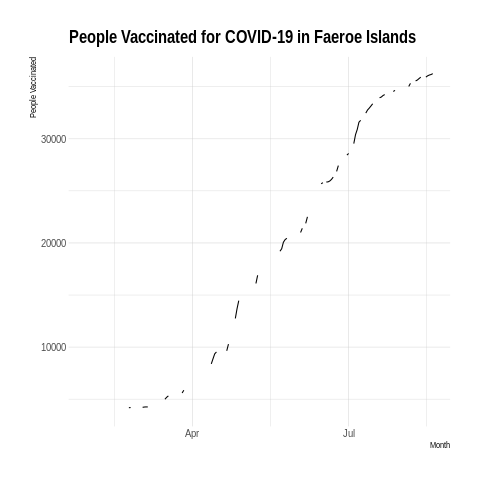 People Vaccinated for COVID-19 in Faeroe Islands
People Vaccinated
30000
20000
10000
Apr
Jul
Month